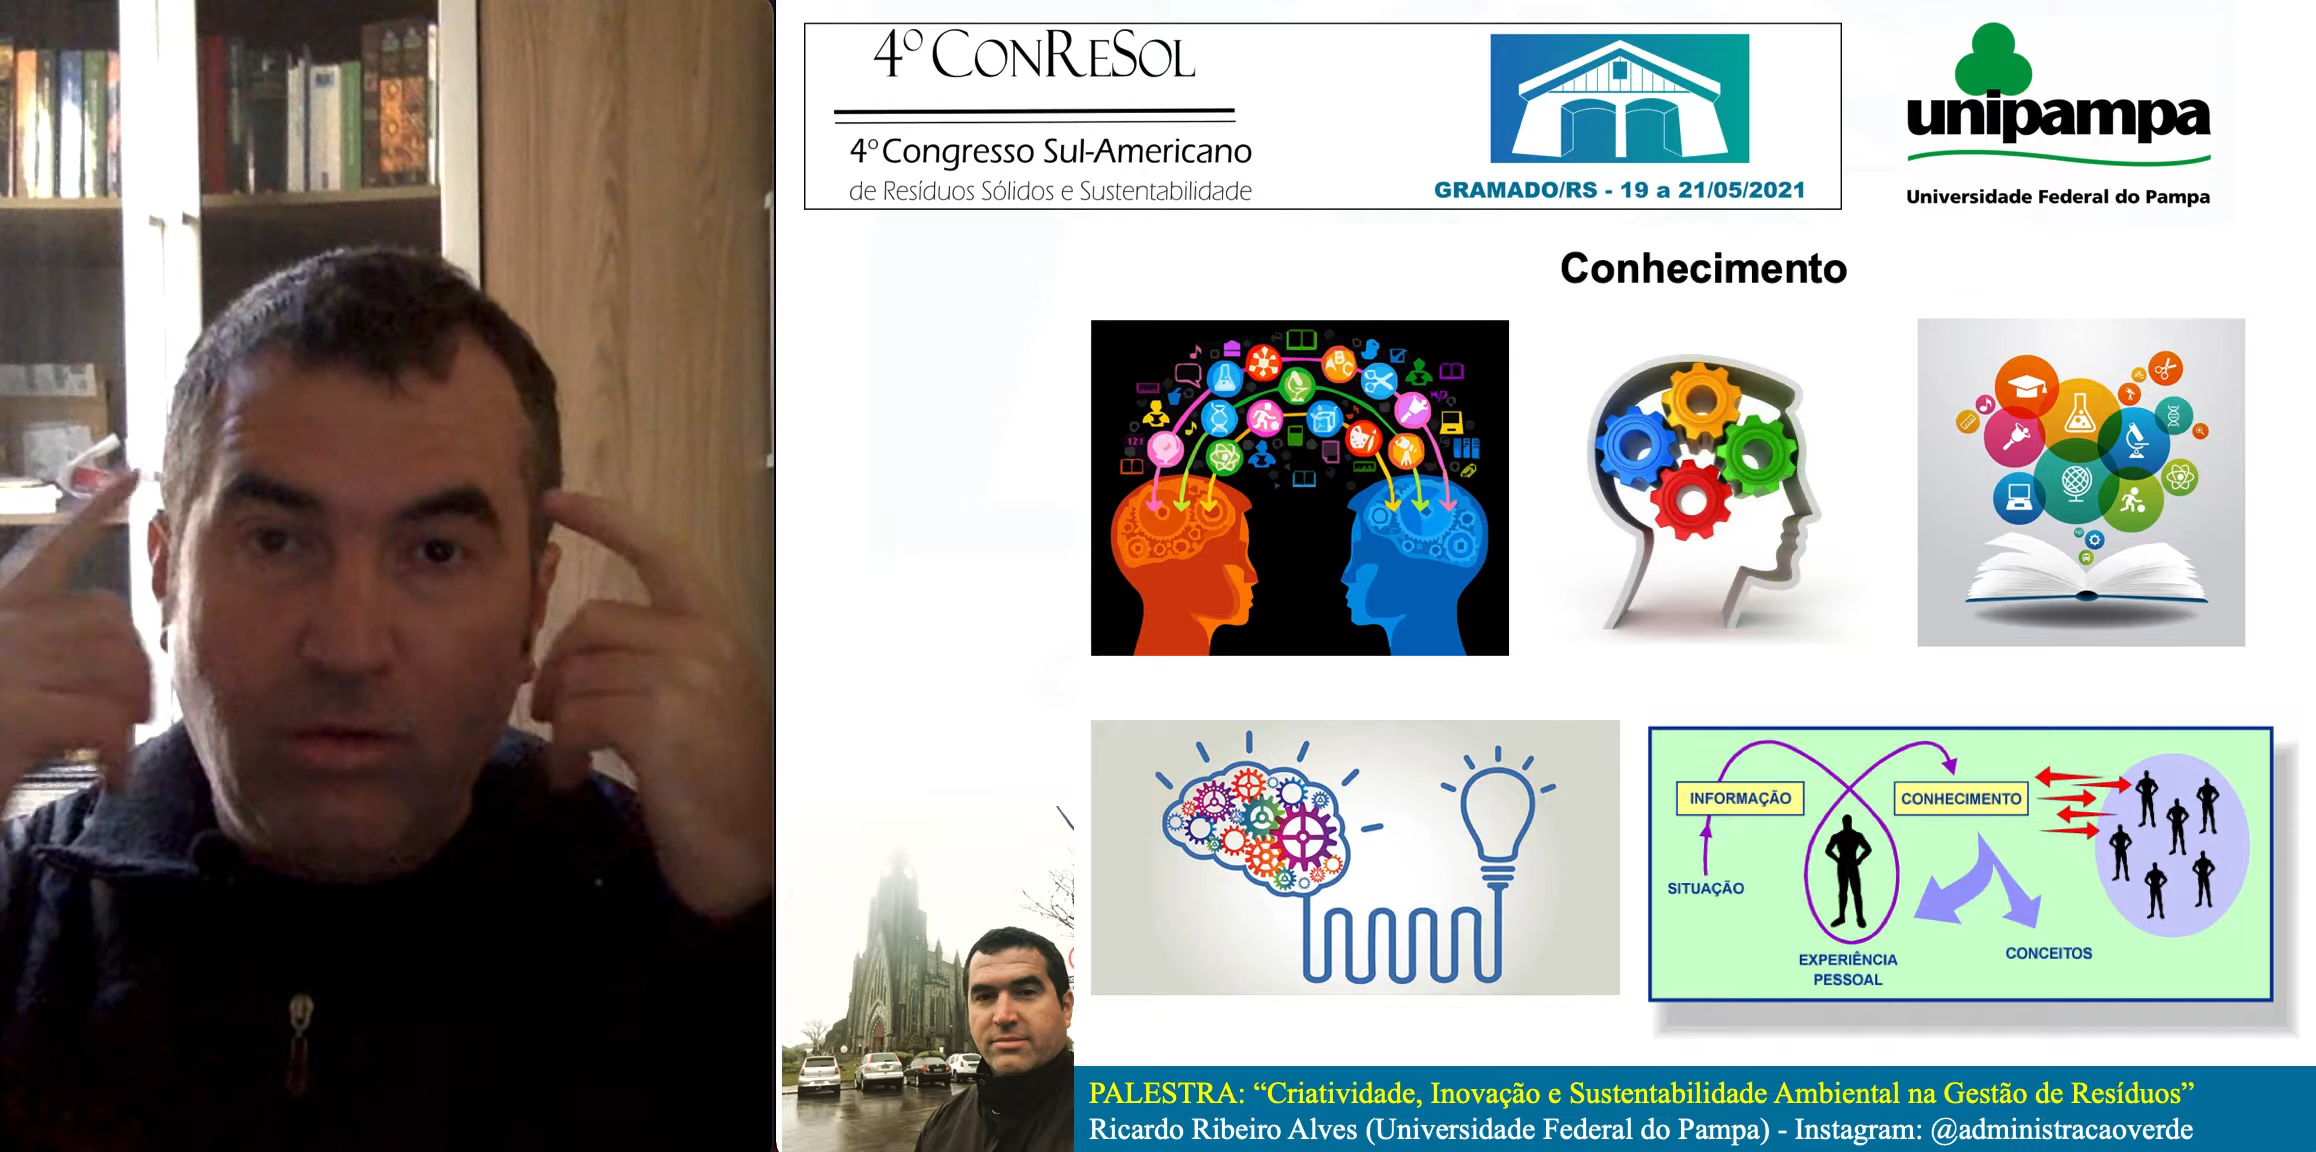 4º CONRESOL
4º Congresso Sul-Americano
de Resíduos Sólidos e Sustentabilidade
GRAMADO/RS - 19 a 21/05/2021
unipampa
Universidade Federal do Pampa
Conhecimento
ABC
123
INFORMAÇÃO
CONHECIMENTO
SITUAÇÃO
EXPERIÊNCIA
PESSOAL
CONCEITOS
PALESTRA: “Criatividade, Inovação e Sustentabilidade Ambiental na Gestão de Resíduos”
Ricardo Ribeiro Alves (Universidade Federal do Pampa) - Instagram: @administracaoverde